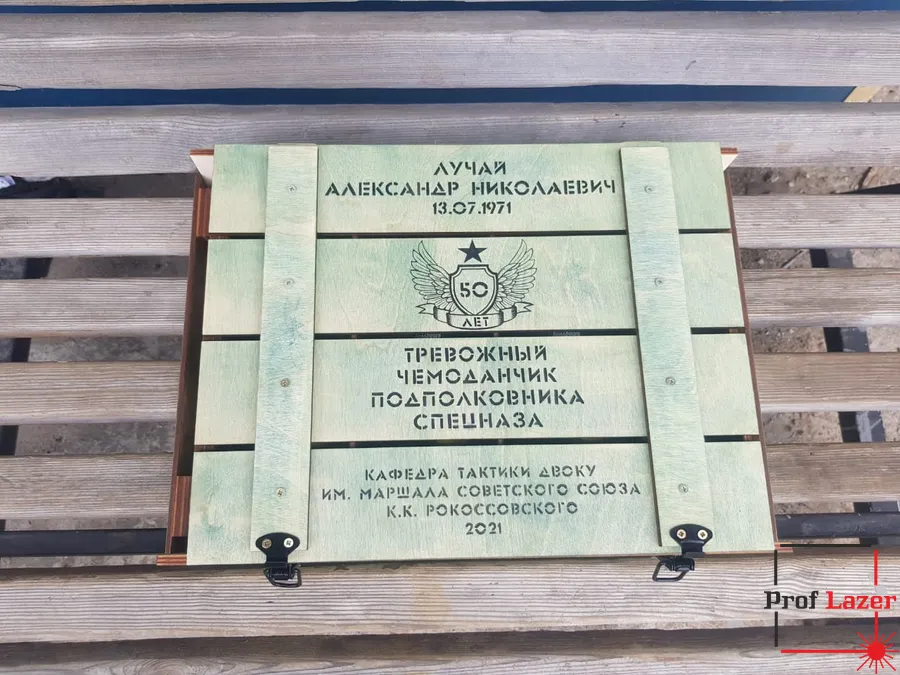 ЛУЧАЙ
АЛЕКСАНДР НИКОЛАЕВИЧ
13.07.1971
50
ЛЕТ
ТРЕВОЖНЫЙ
ЧЕМОДАНЧИК
ПОДПОЛКОВНИКА
СПЕЦНАЗА
КАФЕДРА ТАКТИКИ ДВОКУ
ИМ. МАРШАЛА СОВЕТСКОГО СОЮЗА
К.К. РОКОССОВСКОГО
2021
Prof Lazer